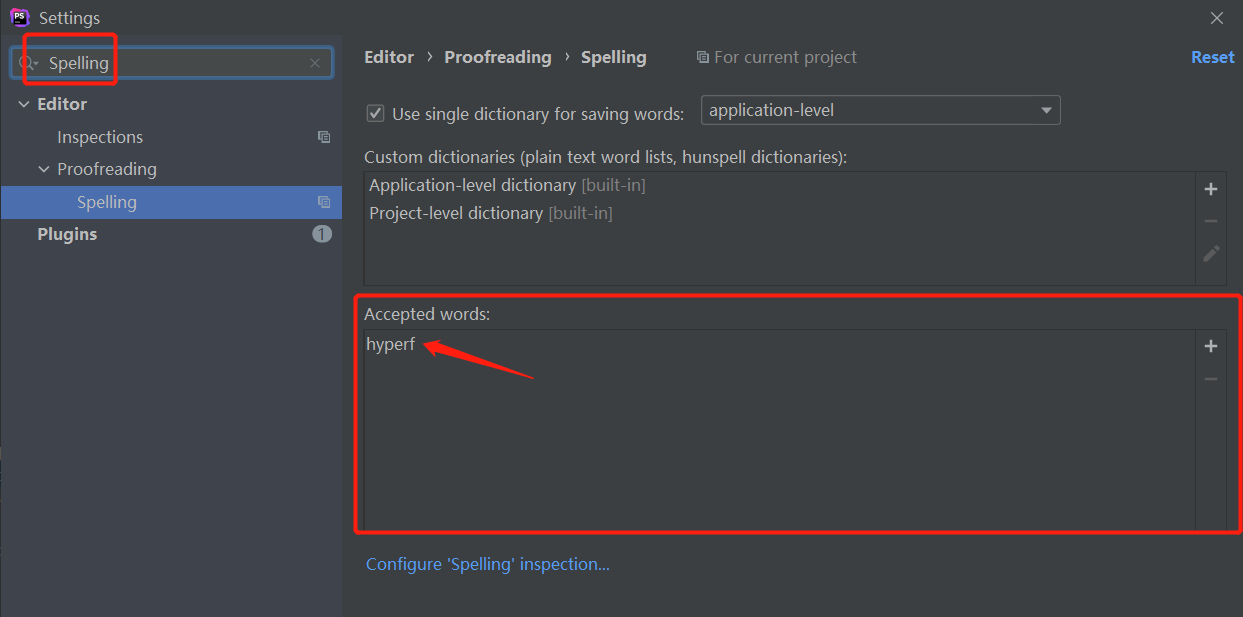 PS
Settings
Spelling
Editor
Inspections
Proofreading
Spelling
Plugins
1
Editor › Proofreading › Spelling For current project Reset
Use single dictionary for saving words: application-level
Custom dictionaries (plain text word lists, hunspell dictionaries):
Application-level dictionary [built-in]
Project-level dictionary [built-in]
Accepted words:
hyperf
Configure 'Spelling' inspection...